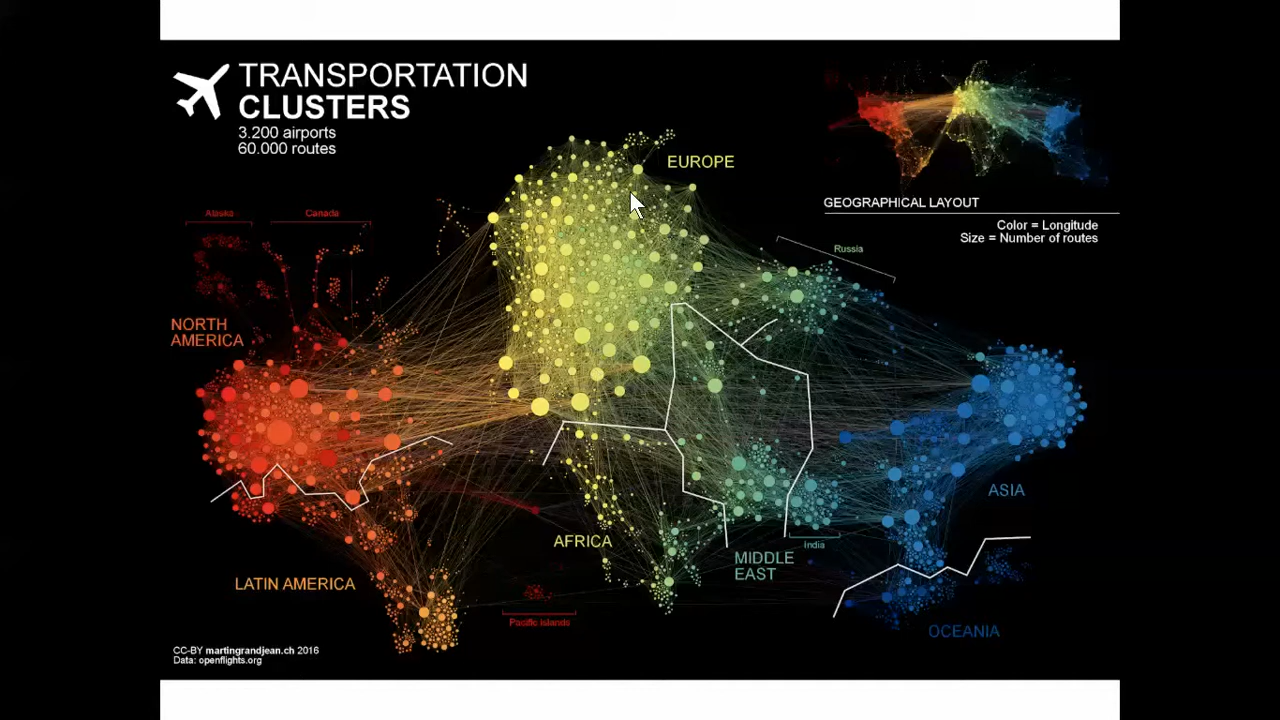 TRANSPORTATION
CLUSTERS
3.200 airports
60.000 routes
EUROPE
GEOGRAPHICAL LAYOUT
Color = Longitude
Size = Number of routes
Alaska
Canada
Russia
NORTH
AMERICA
ASIA
AFRICA
India
MIDDLE
EAST
LATIN AMERICA
Pacific Islands
OCEANIA
CC-BY martingrandjean.ch 2016
Data: openflights.org